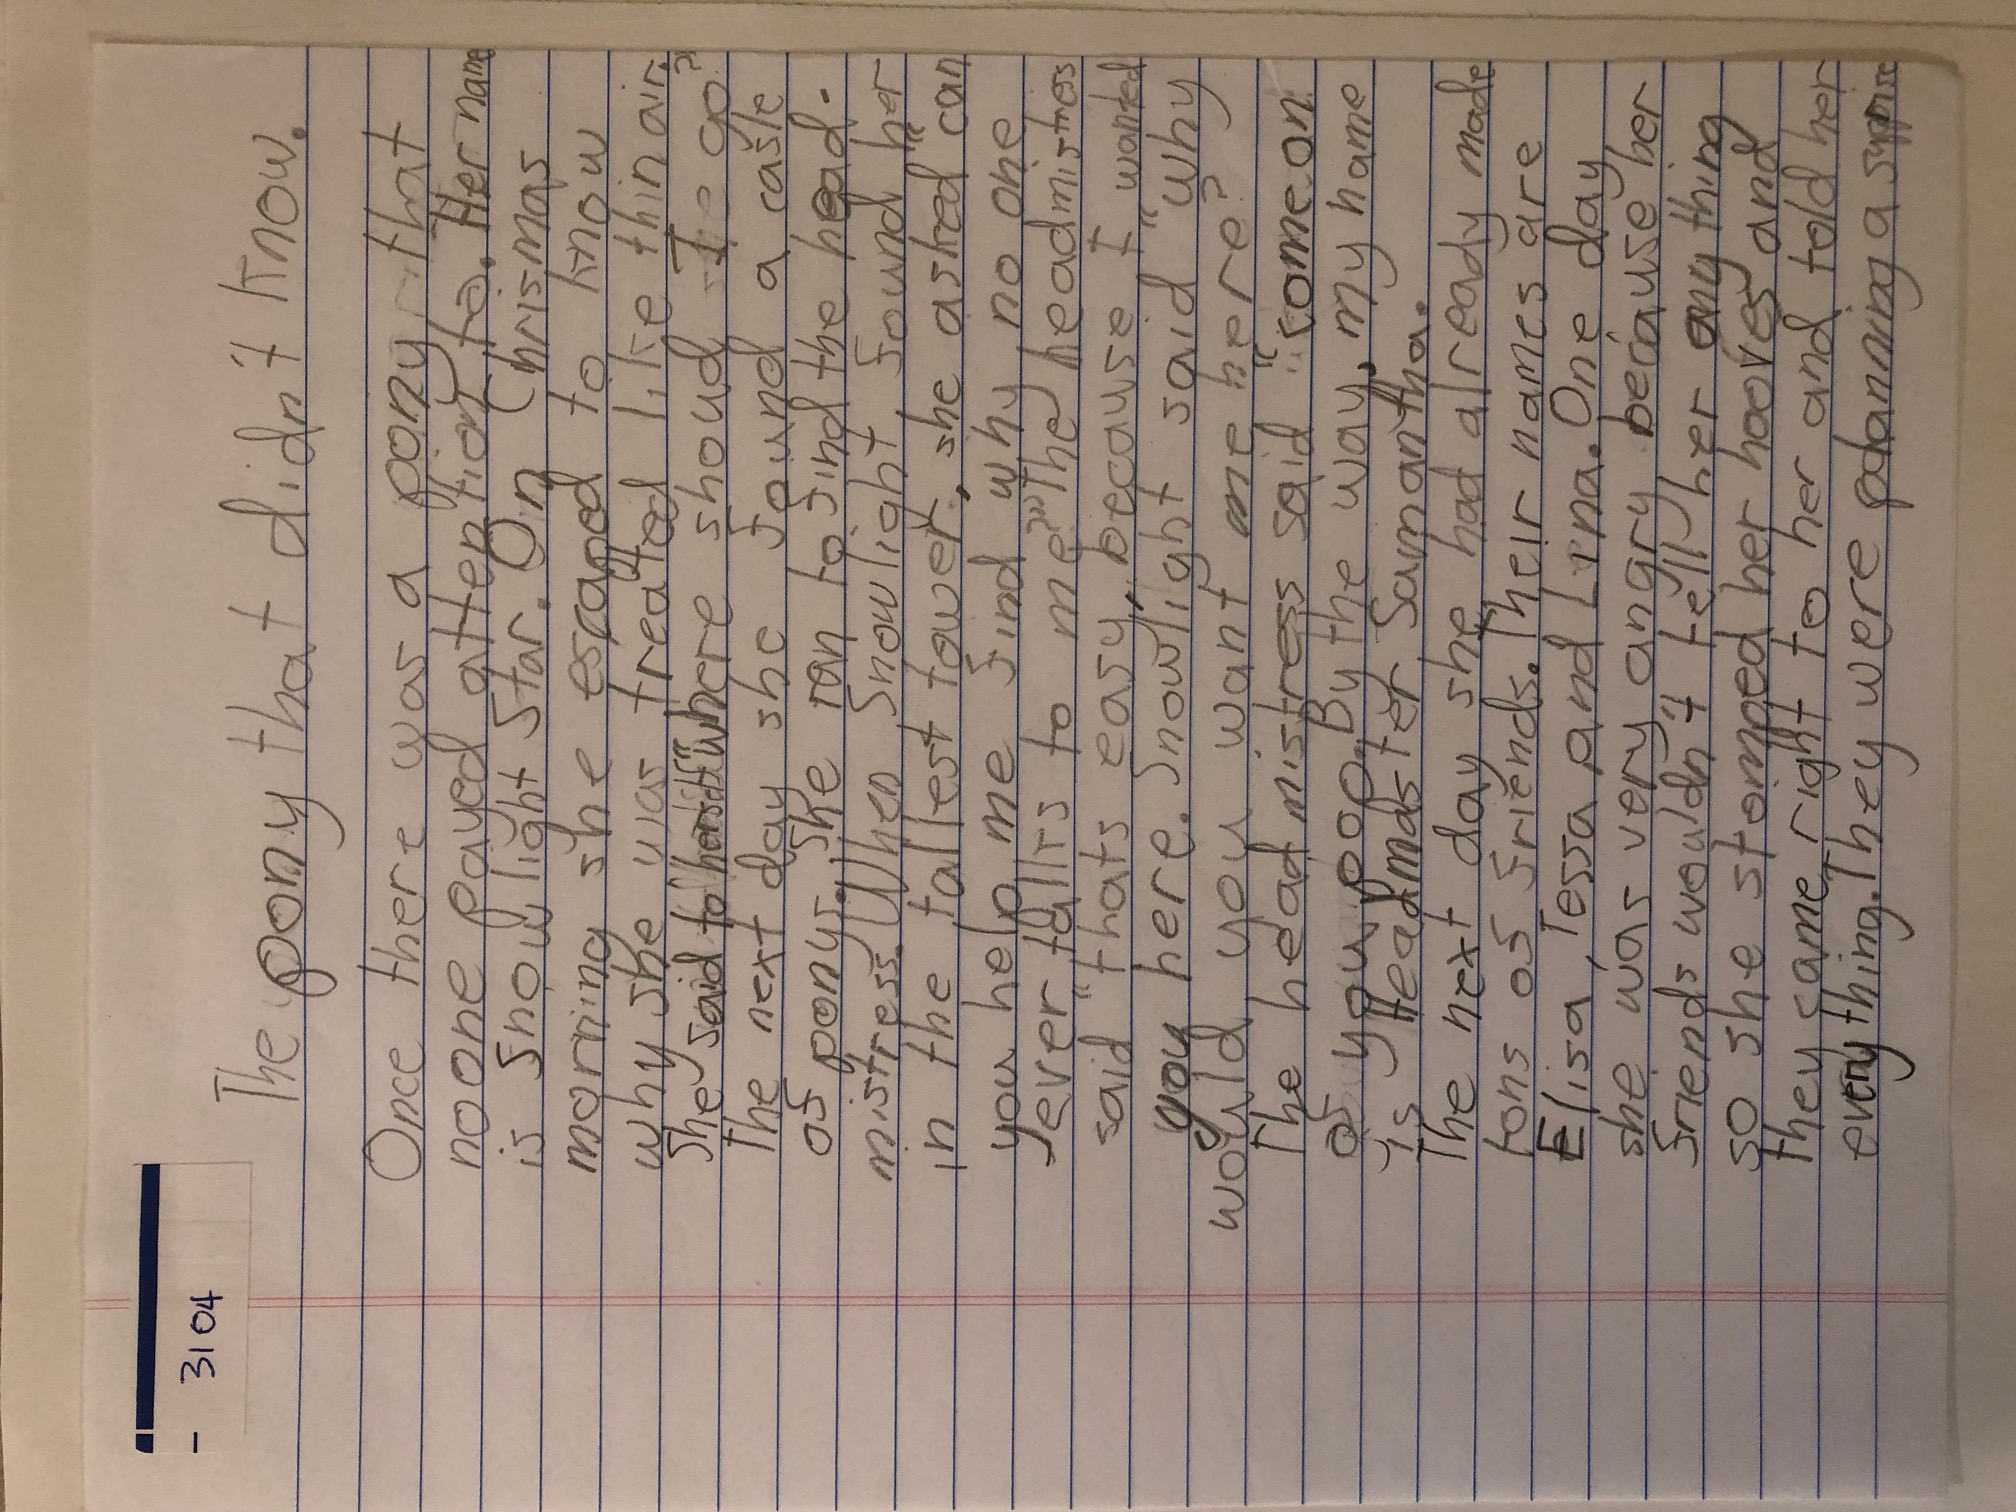 - 3104
The pony that didn't know.
Once there was a pony that
noone payed attention to. Her name
is Snowlight Star. On Chrismas
morning she escaped to know
why she was treated like thin air.
She said to herself "where shoud I go?"
The next day she found a casle
of ponys. She ran to find the head-
mistress. When Snowlight found her
in the tallest tower, she asked "can
you help me find why no one
ever talks to me?" The headmistress
said "thats easy, because I wanted
you here. Snowlight said "why
would you want me here?
The headmistress said "come on
of you pop. By the way, my name
is Headmaster Samantha.
The next day she had already made
tons of friends. Their names are
Elisa, Tessa and Lina. One day
she was very angry because her
friends wouldn't tell her anything
so she stomped her hooves and
they came right to her and told her
everything. They were planning a